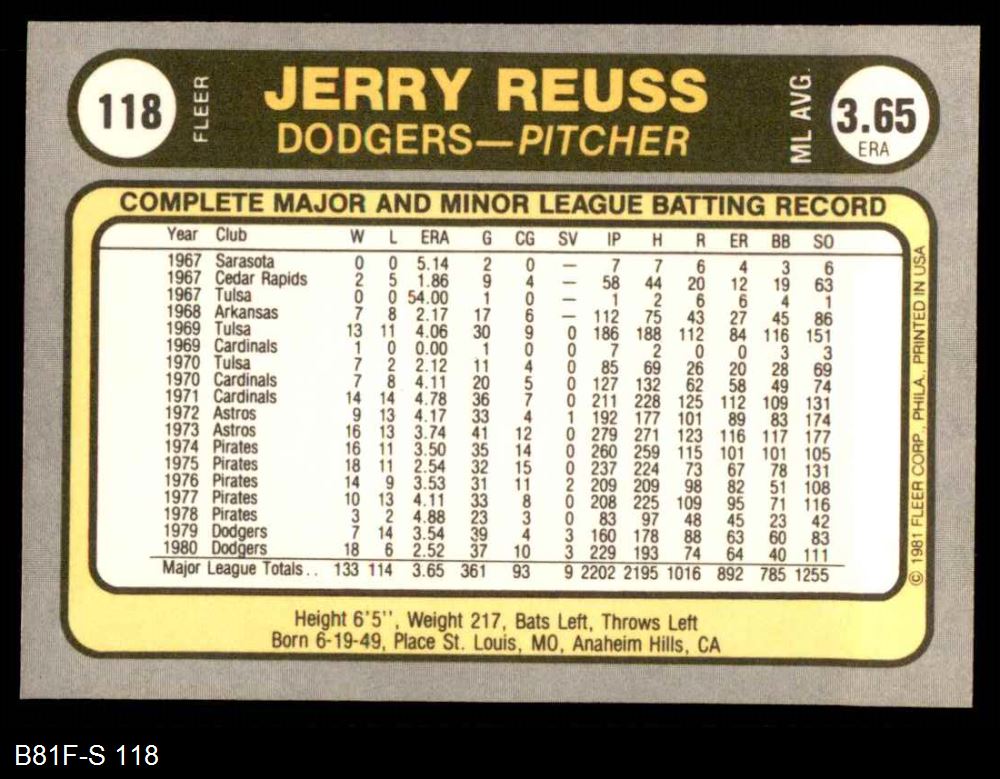 118 FLEER JERRY REUSS ML AVG. 3.65
DODGERS—PITCHER ERA
COMPLETE MAJOR AND MINOR LEAGUE BATTING RECORD
Year Club W L ERA G CG SV IP H R ER BB SO
1967 Sarasota 0 0 5.14 2 0 — 7 7 6 4 3 6
1967 Cedar Rapids 2 5 1.86 9 4 — 58 44 20 12 19 63
1967 Tulsa 0 0 54.00 1 0 — 1 2 6 6 4 1
1968 Arkansas 7 8 2.17 17 6 — 112 75 43 27 45 86
1969 Tulsa 13 11 4.06 30 9 0 186 188 112 84 116 151
1969 Cardinals 1 0 0.00 1 0 0 7 2 0 0 3 3
1970 Tulsa 7 2 2.12 11 4 0 85 69 26 20 28 69
1970 Cardinals 7 8 4.11 20 5 0 127 132 62 58 49 74
1971 Cardinals 14 14 4.78 36 7 0 211 228 125 112 109 131
1972 Astros 9 13 4.17 33 4 1 192 177 101 89 83 174
1973 Astros 16 13 3.74 41 12 0 279 271 123 116 117 177
1974 Pirates 16 11 3.50 35 14 0 260 259 115 101 101 105
1975 Pirates 18 11 2.54 32 15 0 237 224 73 67 78 131
1976 Pirates 14 9 3.53 31 11 2 209 209 98 82 51 108
1977 Pirates 10 13 4.11 33 8 0 208 225 109 95 71 116
1978 Pirates 3 2 4.88 23 3 0 83 97 48 45 23 42
1979 Dodgers 7 14 3.54 39 4 3 160 178 88 63 60 83
1980 Dodgers 18 6 2.52 37 10 3 229 193 74 64 40 111
Major League Totals.. 133 114 3.65 361 93 9 2202 2195 1016 892 785 1255
© 1981 FLEER CORP., PHILA., PRINTED IN USA
Height 6'5'', Weight 217, Bats Left, Throws Left
Born 6-19-49, Place St. Louis, MO, Anaheim Hills, CA
B81F-S 118